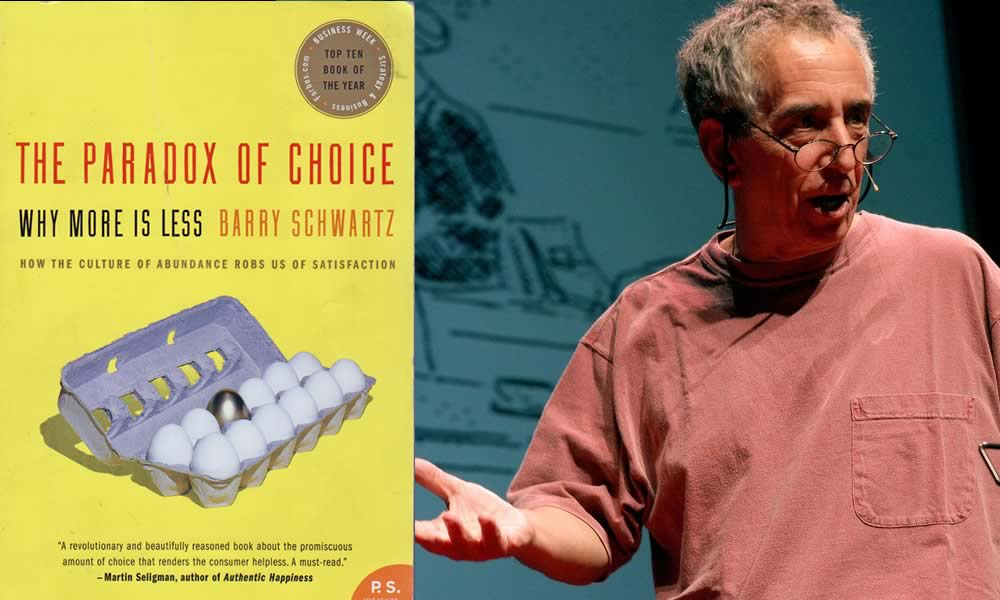 BUSINESS WEEK
Strategy & Business
Forbes.com
TOP TEN
BOOK OF
THE YEAR
THE PARADOX OF CHOICE
WHY MORE IS LESS BARRY SCHWARTZ
HOW THE CULTURE OF ABUNDANCE ROBS US OF SATISFACTION
"A revolutionary and beautifully reasoned book about the promiscuous
amount of choice that renders the consumer helpless. A must-read."
—Martin Seligman, author of Authentic Happiness
P.S.